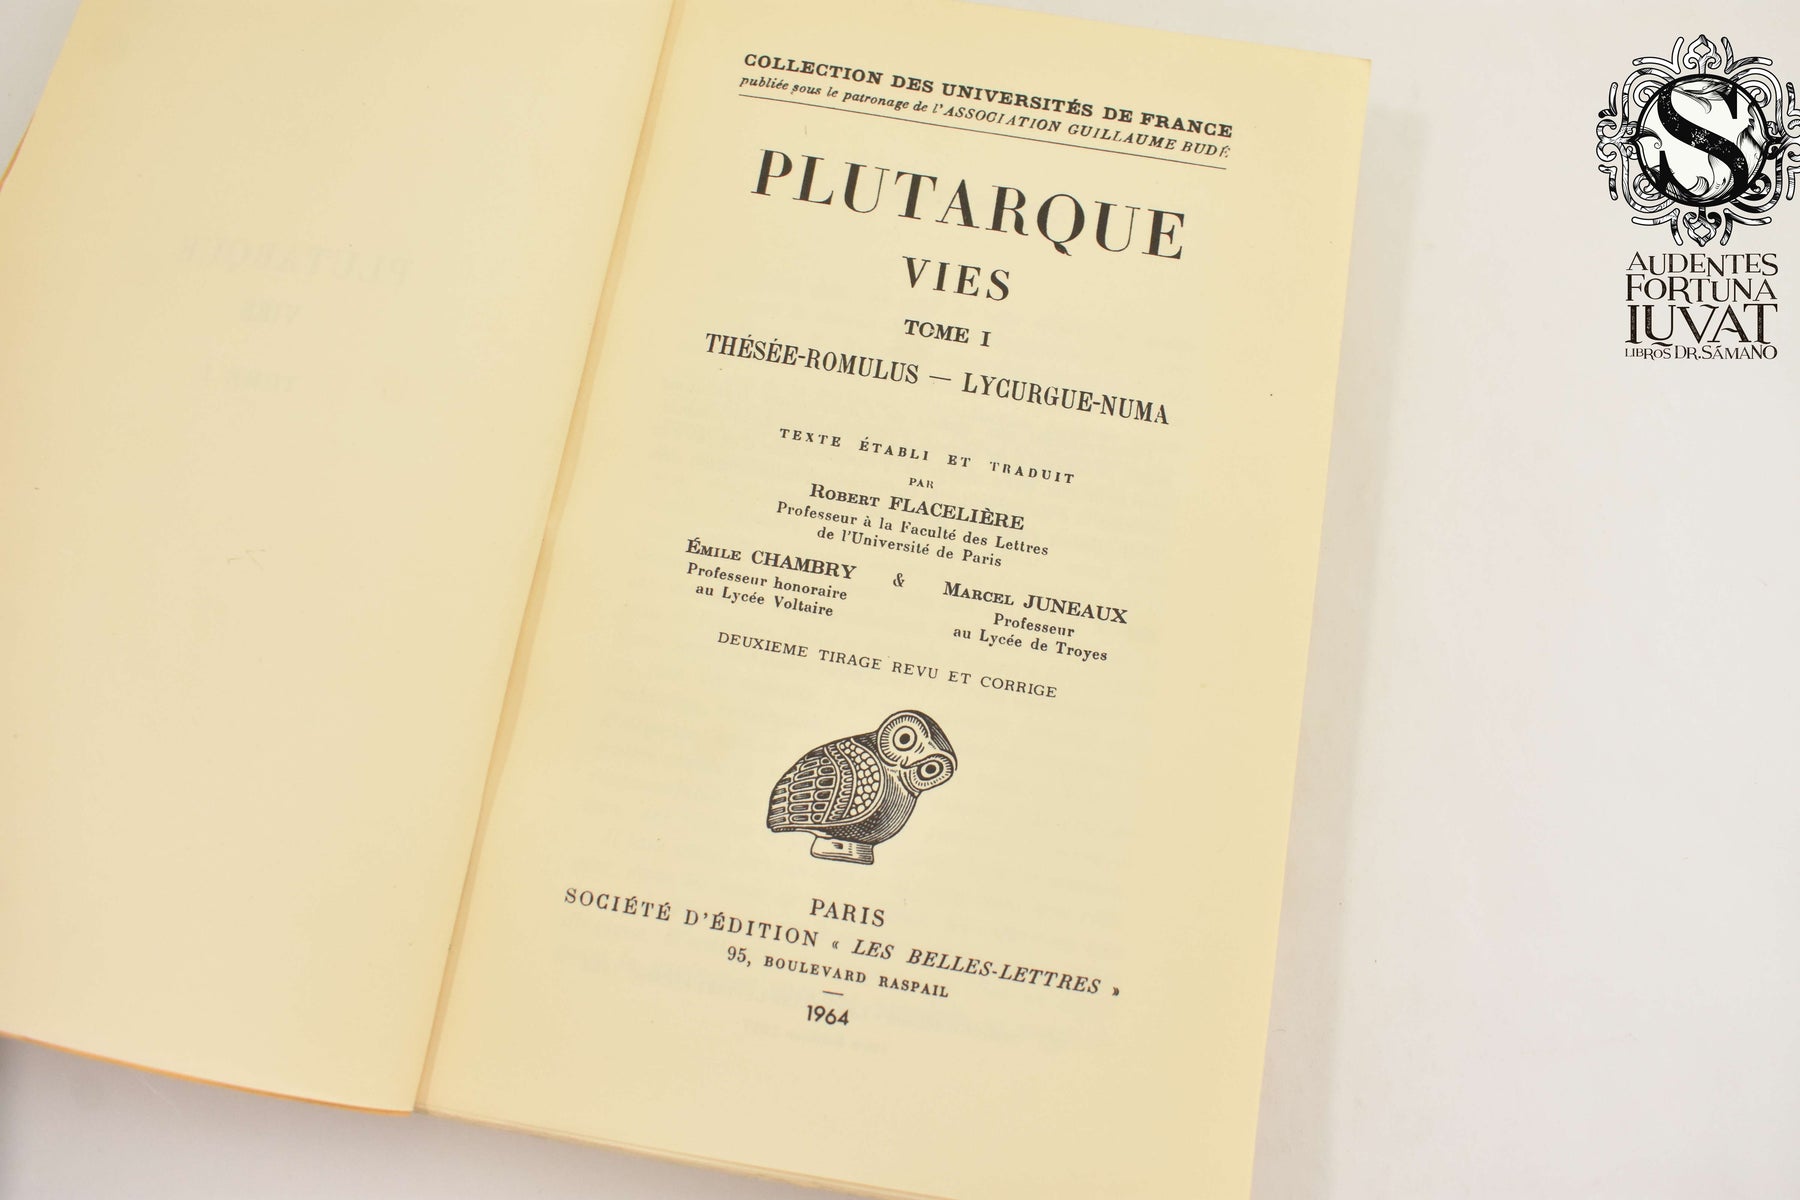 COLLECTION DES UNIVERSITÉS DE FRANCE
publiée sous le patronage de l'ASSOCIATION GUILLAUME BUDÉ
PLUTARQUE
VIES
TOME I
THÉSÉE-ROMULUS — LYCURGUE-NUMA
TEXTE ÉTABLI ET TRADUIT
PAR
ROBERT FLACELIÈRE
Professeur à la Faculté des Lettres
de l'Université de Paris
ÉMILE CHAMBRY & MARCEL JUNEAUX
Professeur honoraire
au Lycée Voltaire
Professeur
au Lycée de Troyes
DEUXIEME TIRAGE REVU ET CORRIGE
PARIS
SOCIÉTÉ D'ÉDITION « LES BELLES-LETTRES »
95, BOULEVARD RASPAIL
1964
PLUTARQUE
VIES
TOME I
S
AUDENTES
FORTUNA
IUVAT
LIBROS DR. SÁMANO